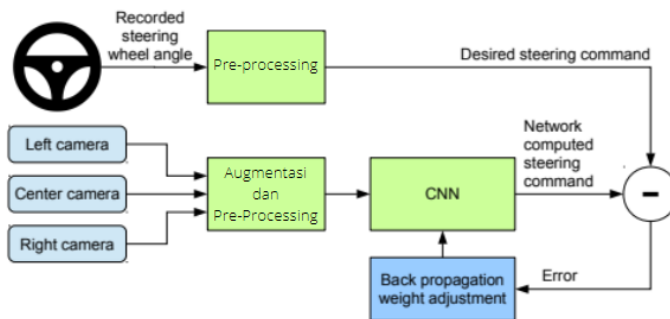 Recorded
steering
wheel angle
Pre-processing
Desired steering command
Left camera
Center camera
Right camera
Augmentasi
dan
Pre-Processing
CNN
Network
computed
steering
command
-
Back propagation
weight adjustment
Error